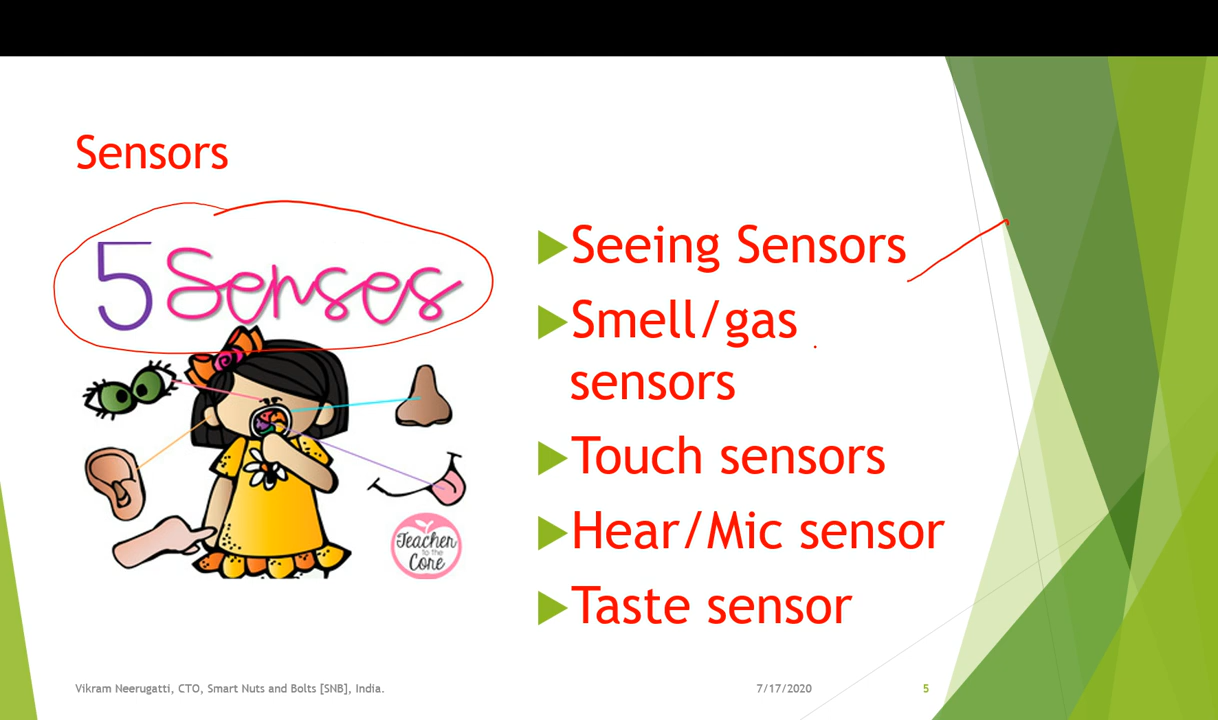 Sensors
5 Senses
Teacher
to the
Core
Seeing Sensors
Smell/gas
sensors
Touch sensors
Hear/Mic sensor
Taste sensor
Vikram Neerugatti, CTO, Smart Nuts and Bolts [SNB], India.
7/17/2020
5